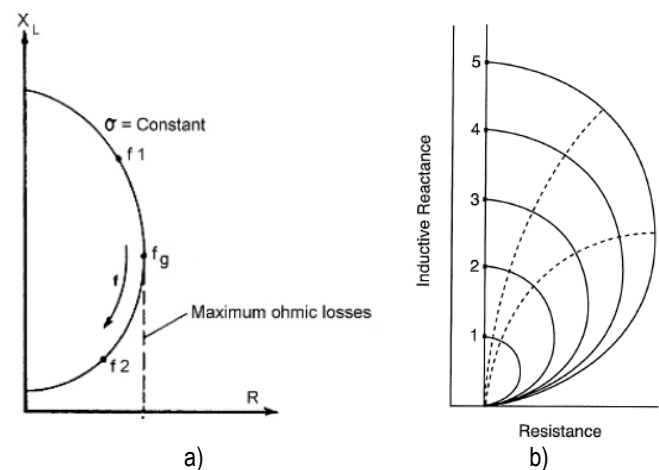 X_L
σ = Constant
f 1
f_g
f
Maximum ohmic losses
f 2
R
a)
5
4
3
2
1
Inductive Reactance
Resistance
b)